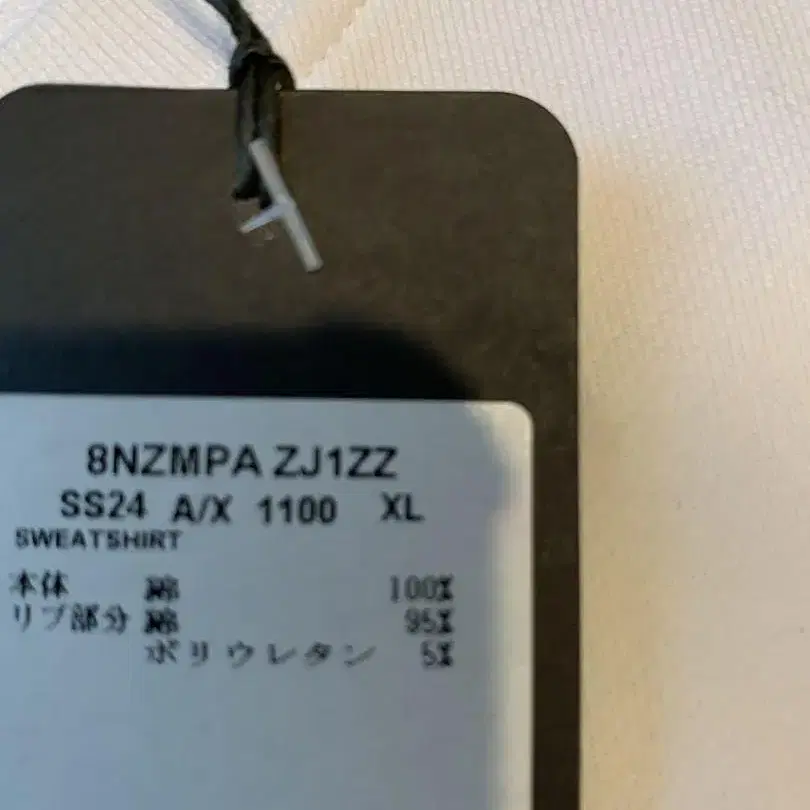 8NZMPA ZJ1ZZ
SS24 A/X 1100 XL
SWEATSHIRT
本体 綿 100%
リブ部分 綿 95%
ポリウレタン 5%